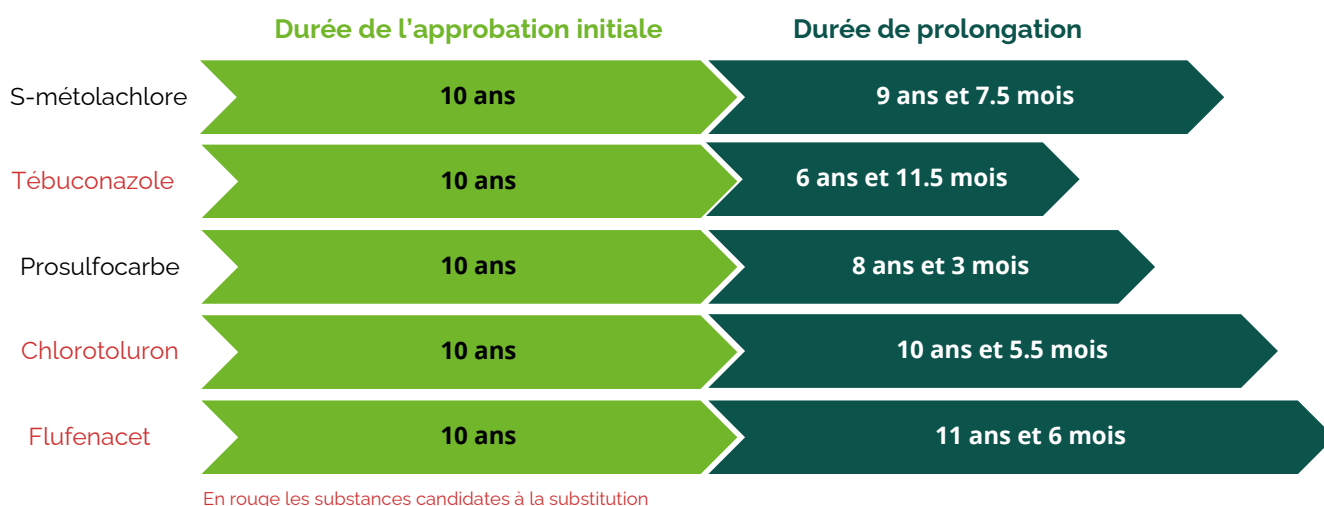 Durée de l’approbation initiale Durée de prolongation
S-métolachlore 10 ans 9 ans et 7.5 mois
Tébuconazole 10 ans 6 ans et 11.5 mois
Prosulfocarbe 10 ans 8 ans et 3 mois
Chlorotoluron 10 ans 10 ans et 5.5 mois
Flufenacet 10 ans 11 ans et 6 mois
En rouge les substances candidates à la substitution